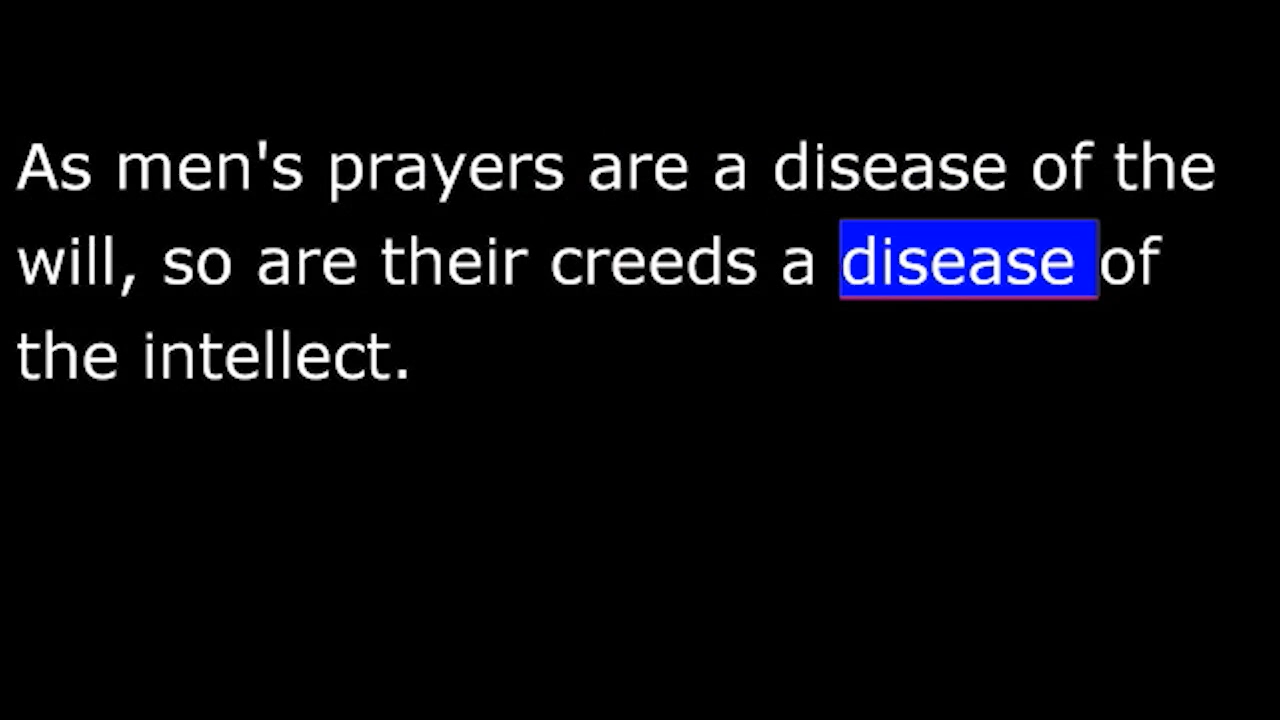 As men's prayers are a disease of the
will, so are their creeds a disease of
the intellect.